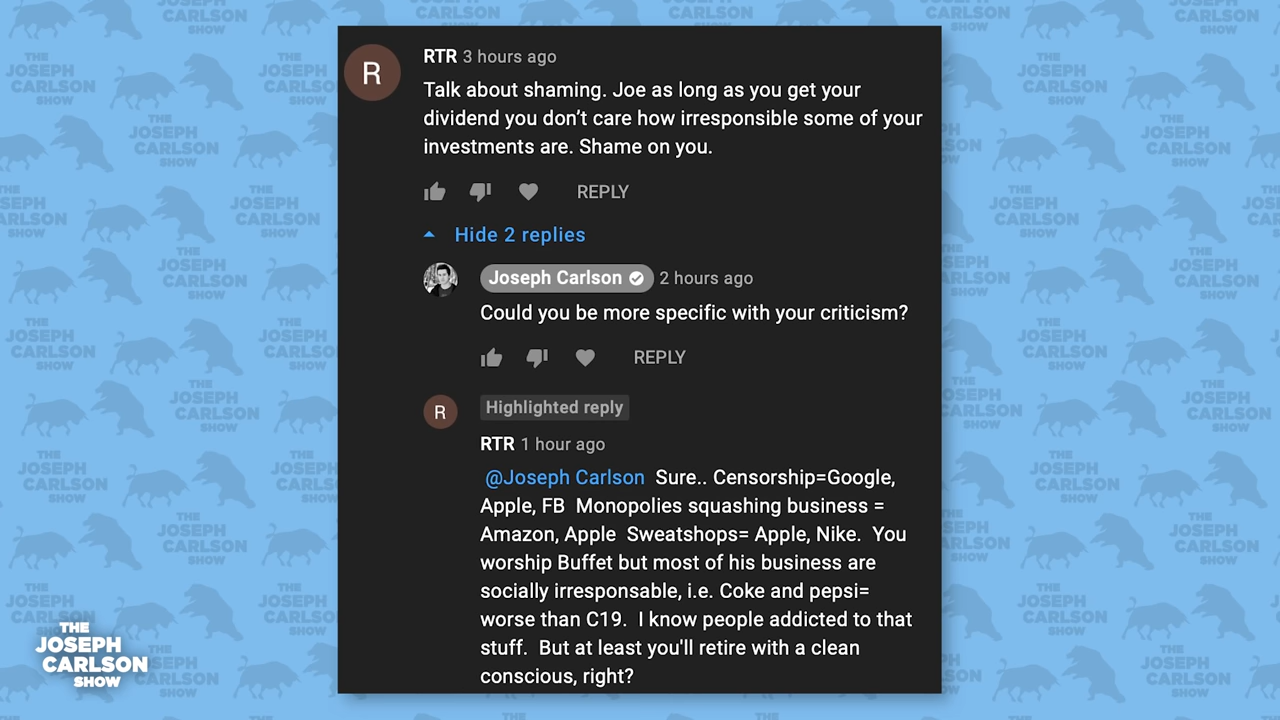 R
RTR 3 hours ago
Talk about shaming. Joe as long as you get your
dividend you don’t care how irresponsible some of your
investments are. Shame on you.
REPLY
Hide 2 replies
Joseph Carlson 2 hours ago
Could you be more specific with your criticism?
REPLY
R
Highlighted reply
RTR 1 hour ago
@Joseph Carlson Sure.. Censorship=Google,
Apple, FB Monopolies squashing business =
Amazon, Apple Sweatshops= Apple, Nike. You
worship Buffet but most of his business are
socially irresponsable, i.e. Coke and pepsi=
worse than C19. I know people addicted to that
stuff. But at least you'll retire with a clean
conscious, right?
THE
JOSEPH
CARLSON
SHOW